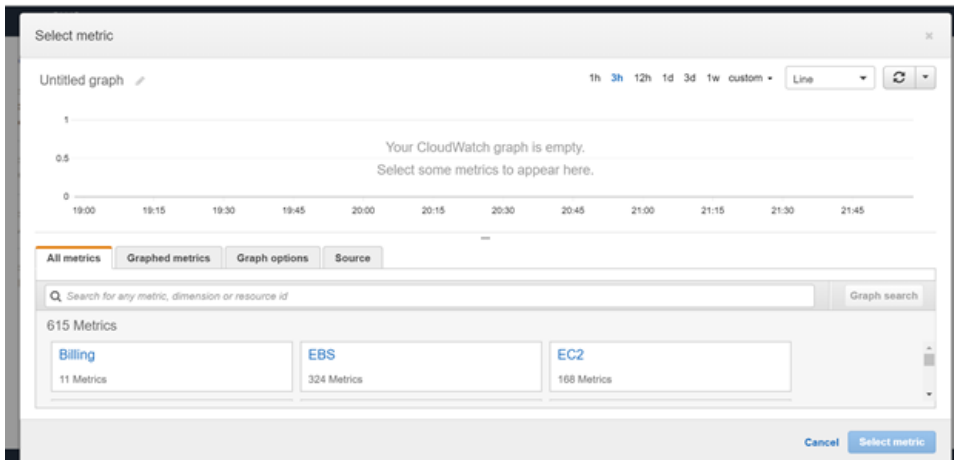 Select metric
Untitled graph
1h 3h 12h 1d 3d 1w custom
Line
1
0.5
0
Your CloudWatch graph is empty.
Select some metrics to appear here.
19:00 19:15 19:30 19:45 20:00 20:15 20:30 20:45 21:00 21:15 21:30 21:45
All metrics Graphed metrics Graph options Source
Search for any metric, dimension or resource id
Graph search
615 Metrics
Billing EBS EC2
11 Metrics 324 Metrics 168 Metrics
Cancel Select metric